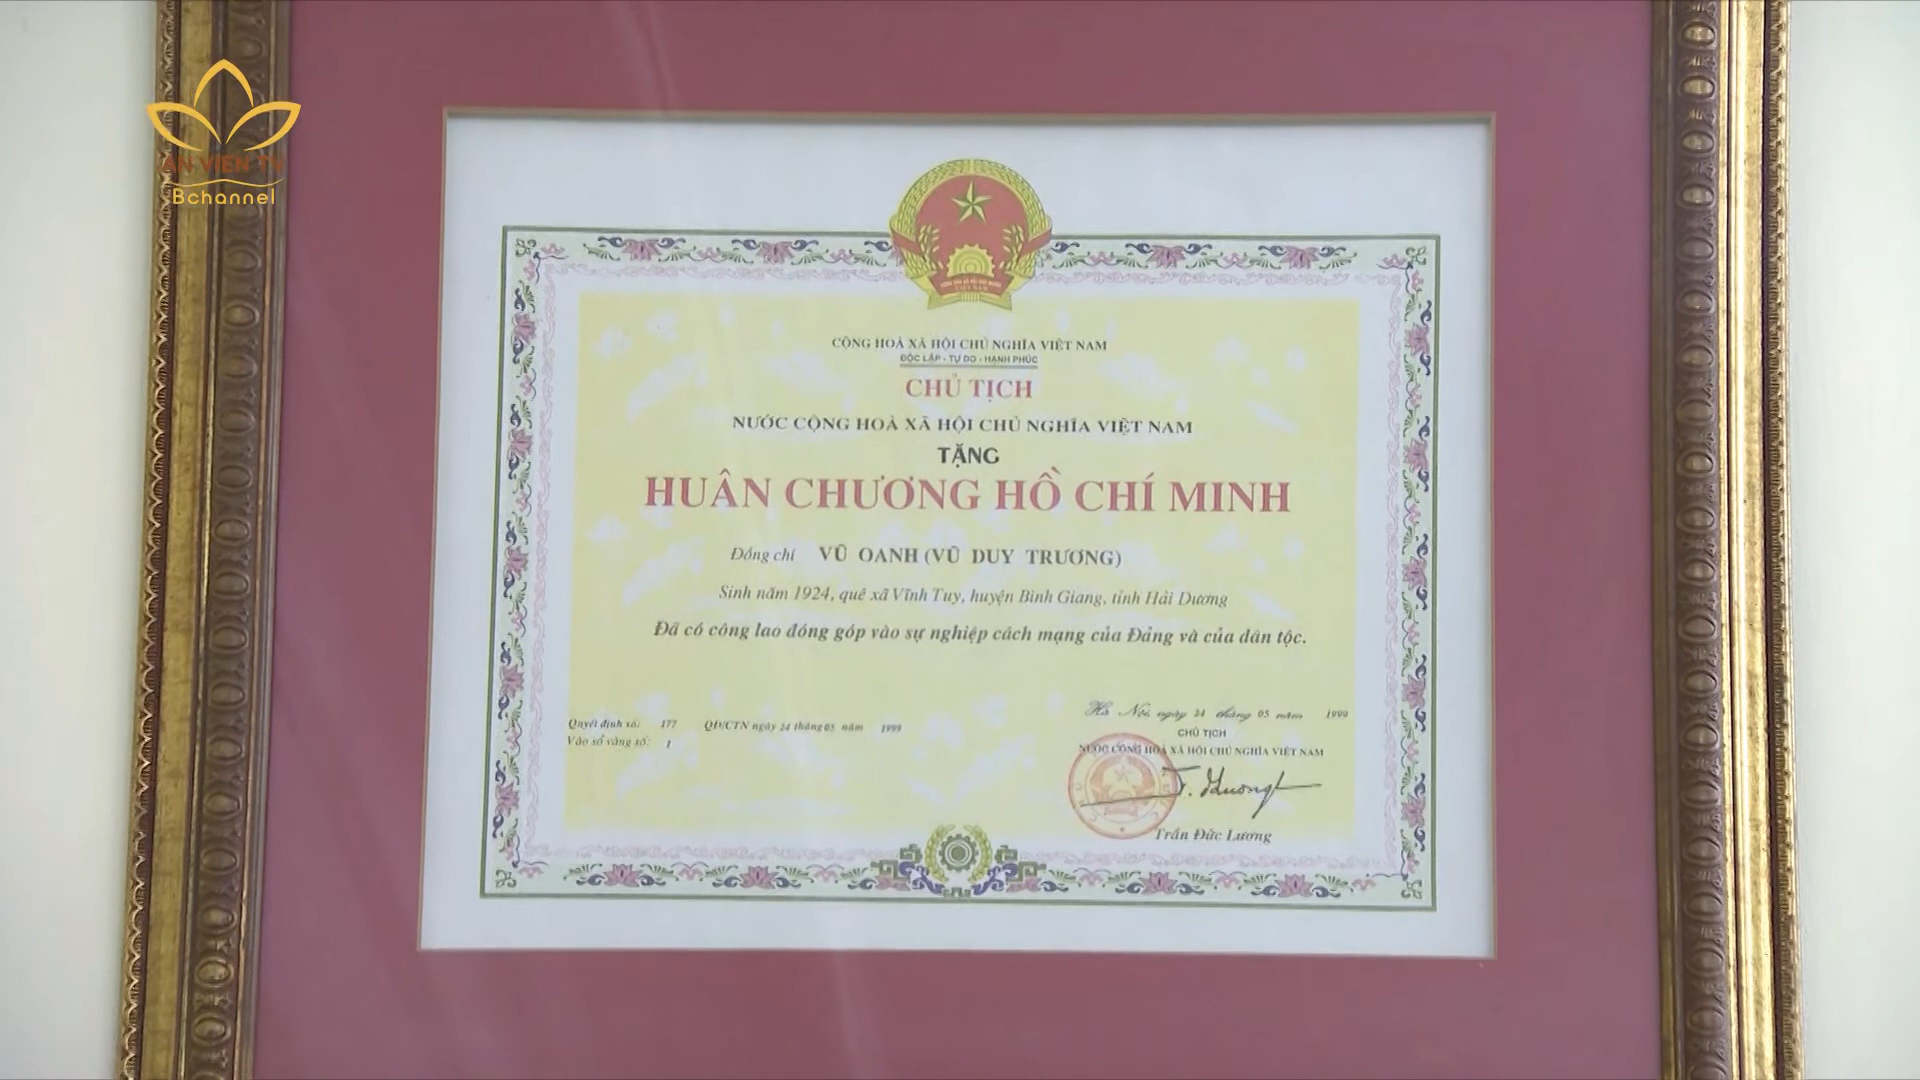 AN VIEN TV
Bchannel
CỘNG HOÀ XÃ HỘI CHỦ NGHĨA VIỆT NAM
ĐỘC LẬP - TỰ DO - HẠNH PHÚC
CHỦ TỊCH
NƯỚC CỘNG HOÀ XÃ HỘI CHỦ NGHĨA VIỆT NAM
TẶNG
HUÂN CHƯƠNG HỒ CHÍ MINH
Đồng chí VŨ OANH (VŨ DUY TRƯƠNG)
Sinh năm 1924, quê xã Vĩnh Tuy, huyện Bình Giang, tỉnh Hải Dương
Đã có công lao đóng góp vào sự nghiệp cách mạng của Đảng và của dân tộc.
Quyết định số: 177 QĐ/CTN ngày 24 tháng 05 năm 1999
Vào sổ vàng số: 1
Hà Nội, ngày 24 tháng 05 năm 1999
CHỦ TỊCH
NƯỚC CỘNG HOÀ XÃ HỘI CHỦ NGHĨA VIỆT NAM
Trần Đức Lương